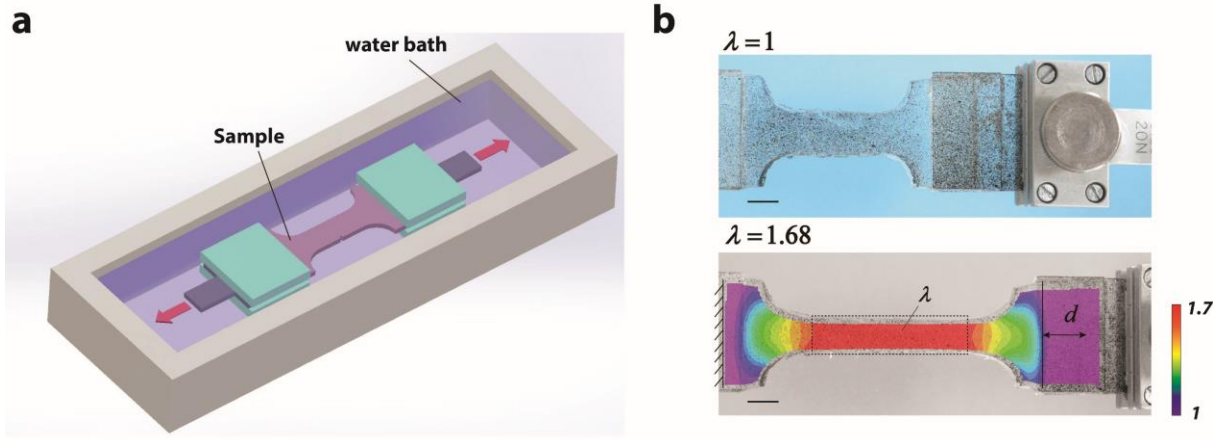 a
water bath
Sample
b
λ = 1
20N
λ = 1.68
λ
d
1.7
1